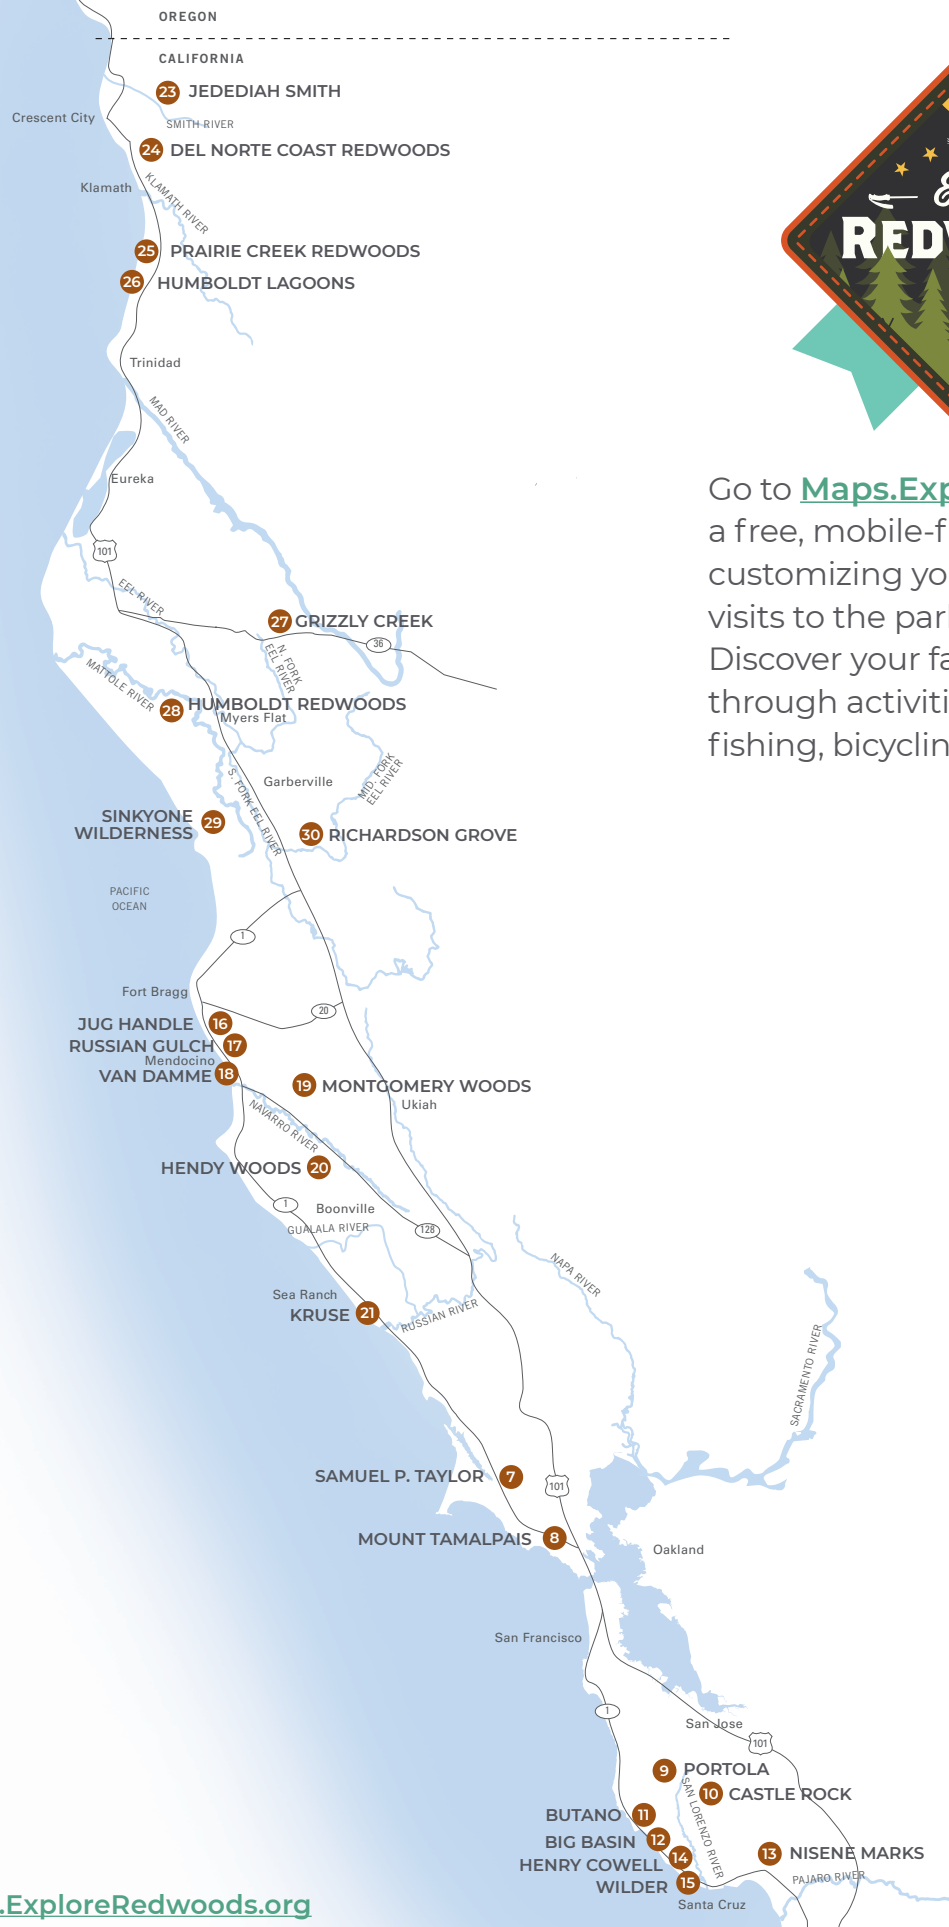 OREGON
CALIFORNIA
23 JEDEDIAH SMITH
Crescent City
SMITH RIVER
24 DEL NORTE COAST REDWOODS
Klamath
KLAMATH RIVER
25 PRAIRIE CREEK REDWOODS
26 HUMBOLDT LAGOONS
Trinidad
MAD RIVER
Eureka
101
EEL RIVER
27 GRIZZLY CREEK
36
N. FORK
EEL RIVER
MATTOLE RIVER
28 HUMBOLDT REDWOODS
Myers Flat
Garberville
MID. FORK
EEL RIVER
S. FORK EEL RIVER
SINKYONE
WILDERNESS 29
30 RICHARDSON GROVE
PACIFIC
OCEAN
1
Fort Bragg
20
JUG HANDLE 16
RUSSIAN GULCH 17
Mendocino
VAN DAMME 18
19 MONTGOMERY WOODS
Ukiah
NAVARRO RIVER
HENDY WOODS 20
1
Boonville
GUALALA RIVER
128
NAPA RIVER
Sea Ranch
KRUSE 21
RUSSIAN RIVER
SACRAMENTO RIVER
SAMUEL P. TAYLOR 7
101
MOUNT TAMALPAIS 8
Oakland
San Francisco
1
San Jose
101
9 PORTOLA
10 CASTLE ROCK
SAN LORENZO RIVER
BUTANO 11
BIG BASIN 12
HENRY COWELL 14
13 NISENE MARKS
WILDER 15
PAJARO RIVER
Santa Cruz
REDW
Go to Maps.Exp
a free, mobile-f
customizing yo
visits to the par
Discover your fa
through activiti
fishing, bicyclin
.ExploreRedwoods.org